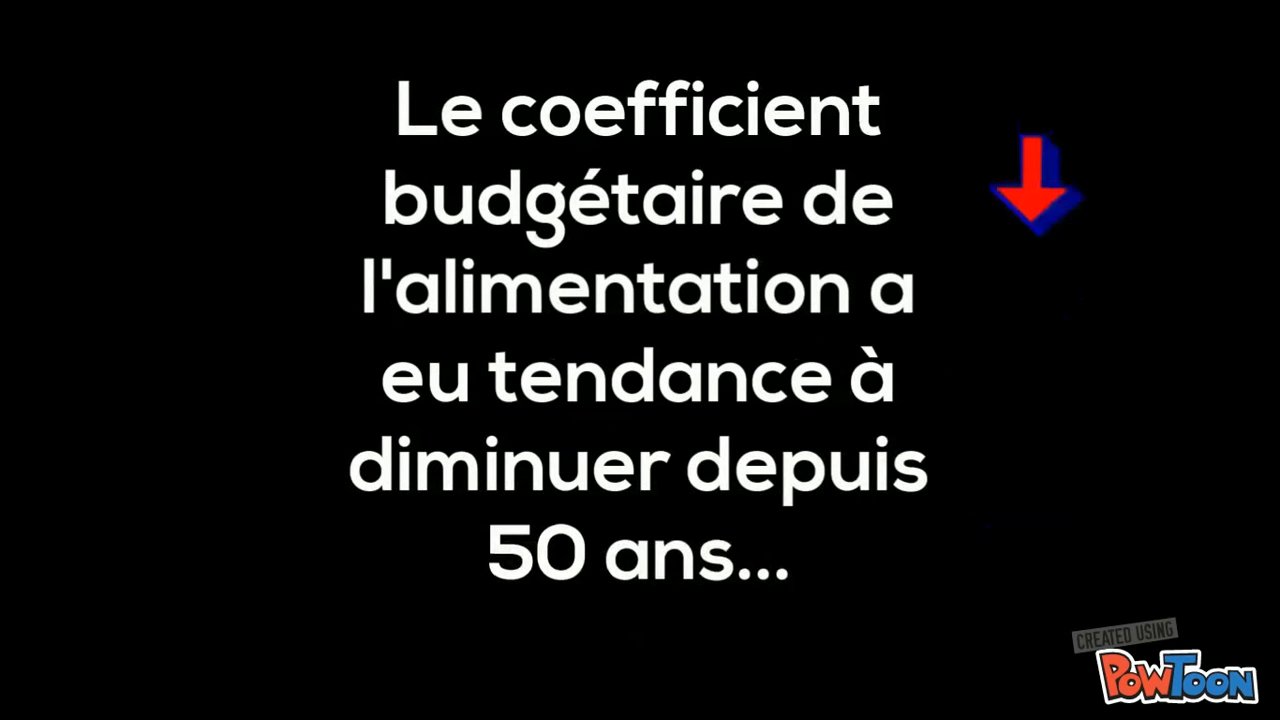 Le coefficient
budgétaire de
l'alimentation a
eu tendance à
diminuer depuis
50 ans...
CREATED USING
POWTOON